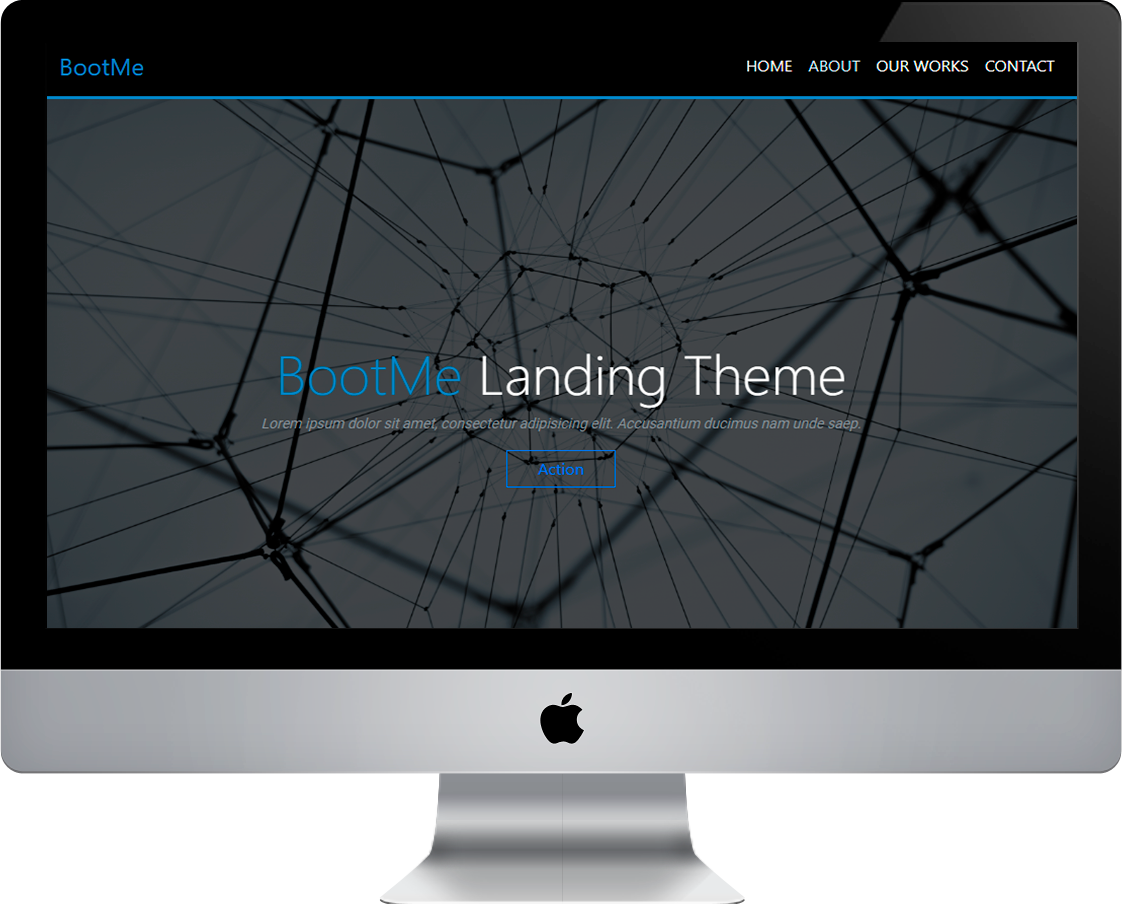 BootMe
HOME ABOUT OUR WORKS CONTACT
BootMe Landing Theme
Lorem ipsum dolor sit amet, consectetur adipisicing elit. Accusantium ducimus nam unde saep.
Action